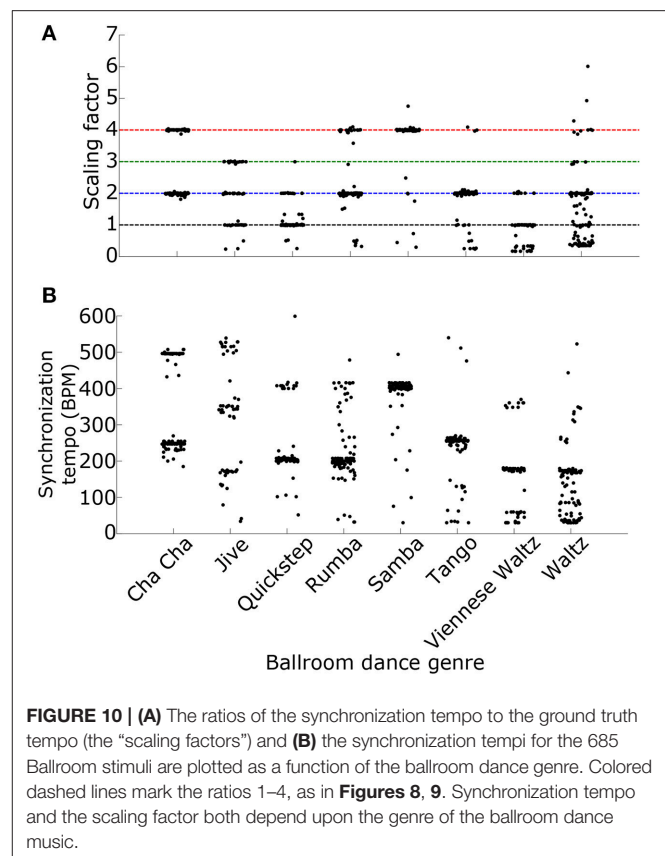 A
7
6
5
4
3
2
1
0
Scaling factor
B
600
500
400
300
200
100
0
Synchronization
tempo (BPM)
Cha Cha
Jive
Quickstep
Rumba
Samba
Tango
Viennese Waltz
Waltz
Ballroom dance genre
FIGURE 10 | (A) The ratios of the synchronization tempo to the ground truth
tempo (the “scaling factors”) and (B) the synchronization tempi for the 685
Ballroom stimuli are plotted as a function of the ballroom dance genre. Colored
dashed lines mark the ratios 1–4, as in Figures 8, 9. Synchronization tempo
and the scaling factor both depend upon the genre of the ballroom dance
music.